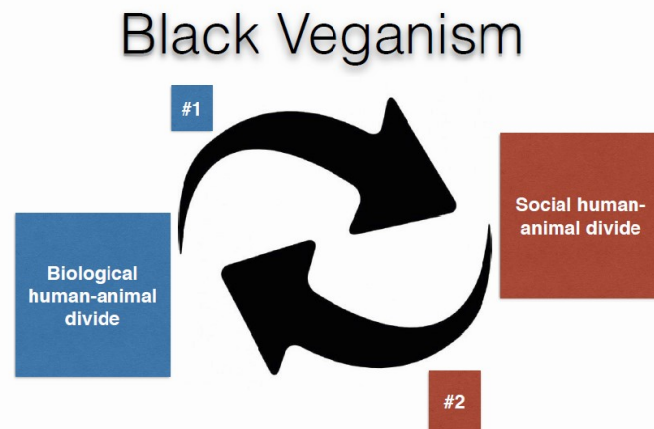 Black Veganism
#1
Social human-
animal divide
Biological
human-animal
divide
#2